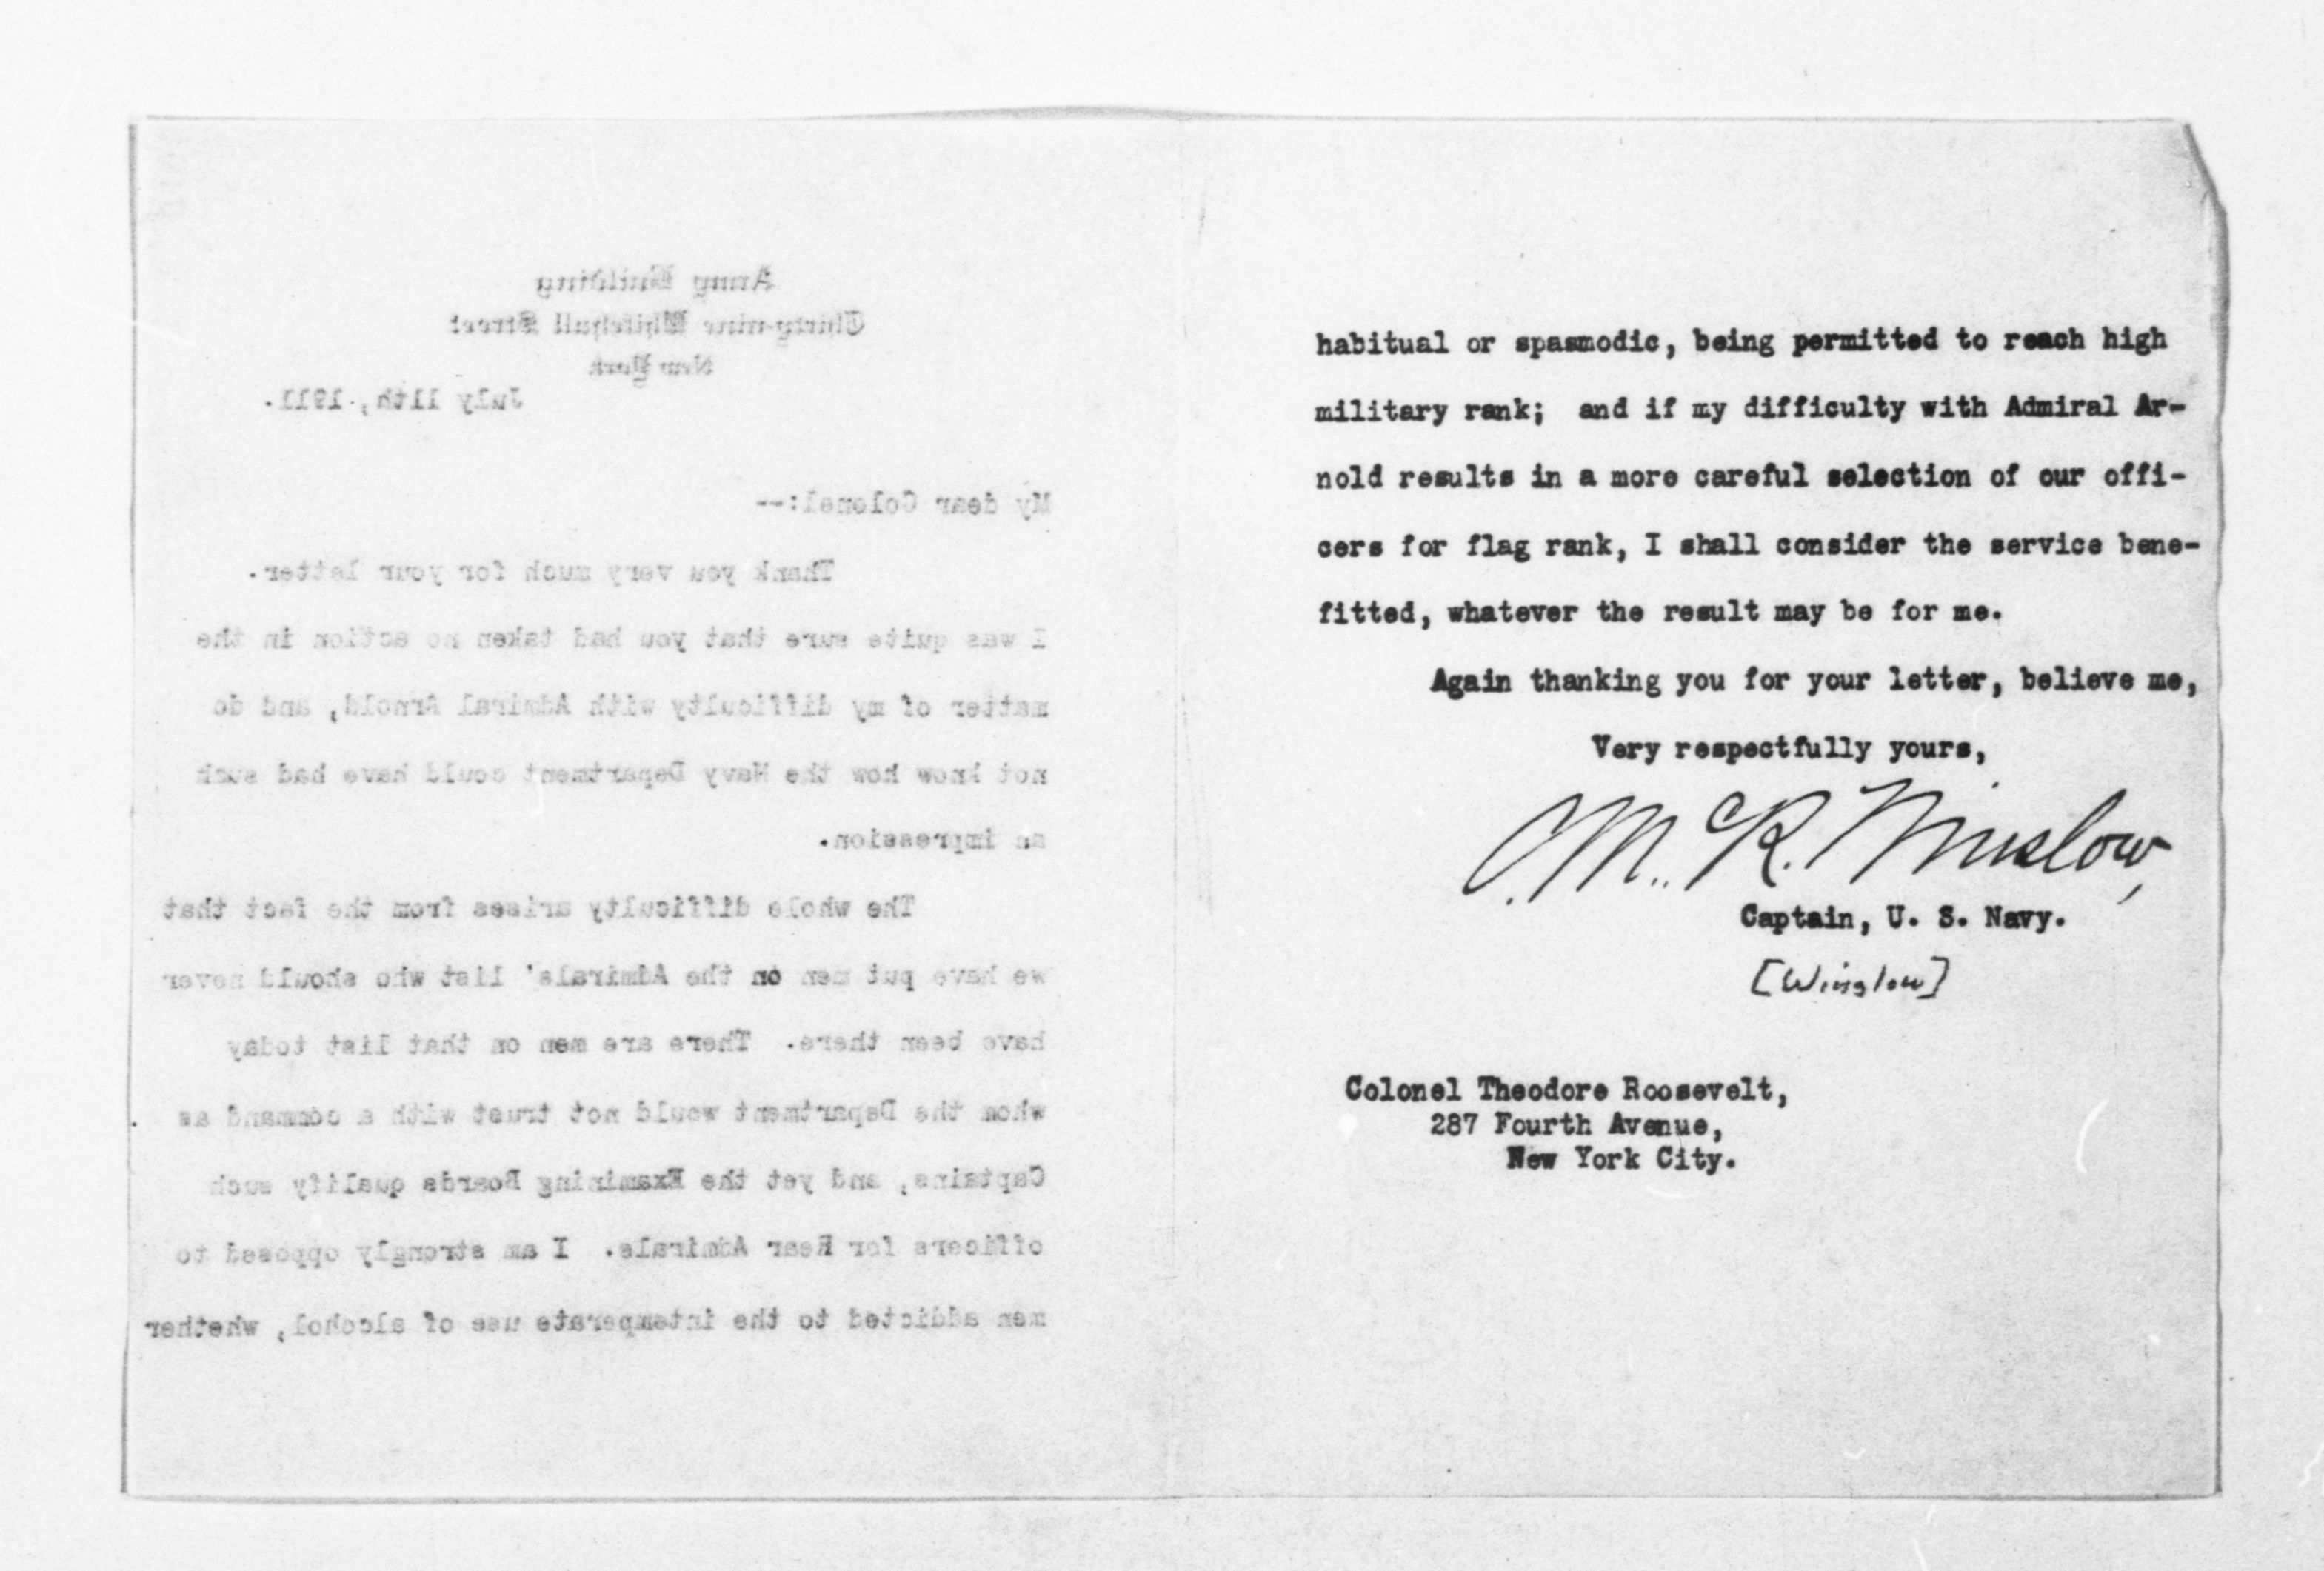 Army Building
Thirty-nine Whitehall Street
New York
July 11th, 1911.
My dear Colonel:--
Thank you very much for your letter.
I was quite sure that you had taken no action in the
matter of my difficulty with Admiral Arnold, and do
not know how the Navy Department could have had such
an impression.
The whole difficulty arises from the fact that
we have put men on the Admirals' list who should never
have been there. There are men on that list today
whom the Department would not trust with a command as
Captains, and yet the Examining Boards qualify such
officers for Rear Admirals. I am strongly opposed to
men addicted to the intemperate use of alcohol, whether
habitual or spasmodic, being permitted to reach high
military rank; and if my difficulty with Admiral Ar-
nold results in a more careful selection of our offi-
cers for flag rank, I shall consider the service bene-
fitted, whatever the result may be for me.
Again thanking you for your letter, believe me,
Very respectfully yours,
C. M. R. Winslow,
Captain, U. S. Navy.
[Winslow]
Colonel Theodore Roosevelt,
287 Fourth Avenue,
New York City.